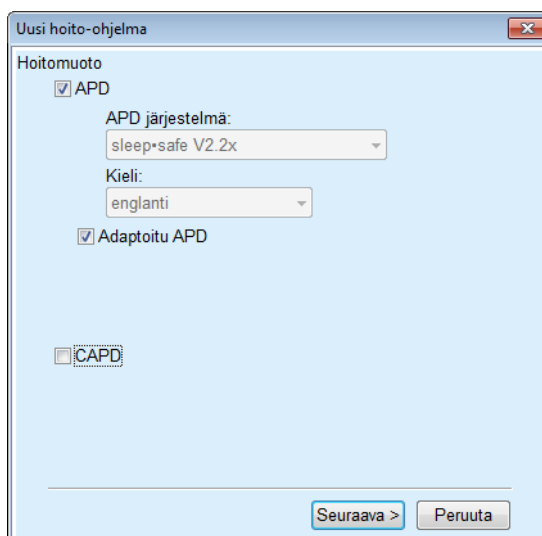 Uusi hoito-ohjelma
Hoitomuoto
APD
APD järjestelmä:
sleep•safe V2.2x
Kieli:
englanti
Adaptoitu APD
CAPD
Seuraava > Peruuta